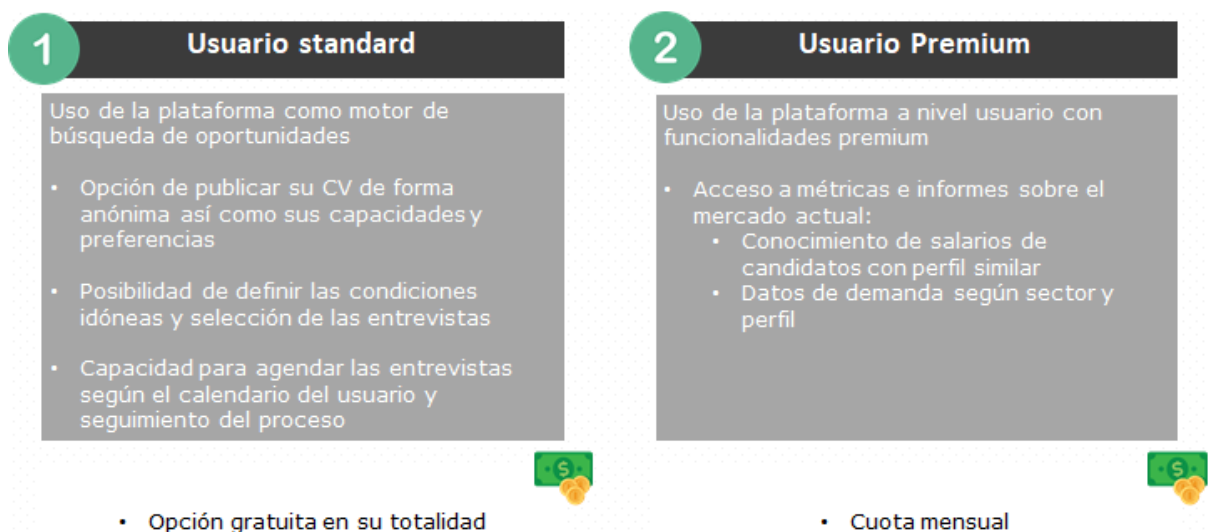 1
Usuario standard
Uso de la plataforma como motor de
búsqueda de oportunidades
• Opción de publicar su CV de forma
anónima así como sus capacidades y
preferencias
• Posibilidad de definir las condiciones
idóneas y selección de las entrevistas
• Capacidad para agendar las entrevistas
según el calendario del usuario y
seguimiento del proceso
$
• Opción gratuita en su totalidad
2
Usuario Premium
Uso de la plataforma a nivel usuario con
funcionalidades premium
• Acceso a métricas e informes sobre el
mercado actual:
• Conocimiento de salarios de
candidatos con perfil similar
• Datos de demanda según sector y
perfil
$
• Cuota mensual